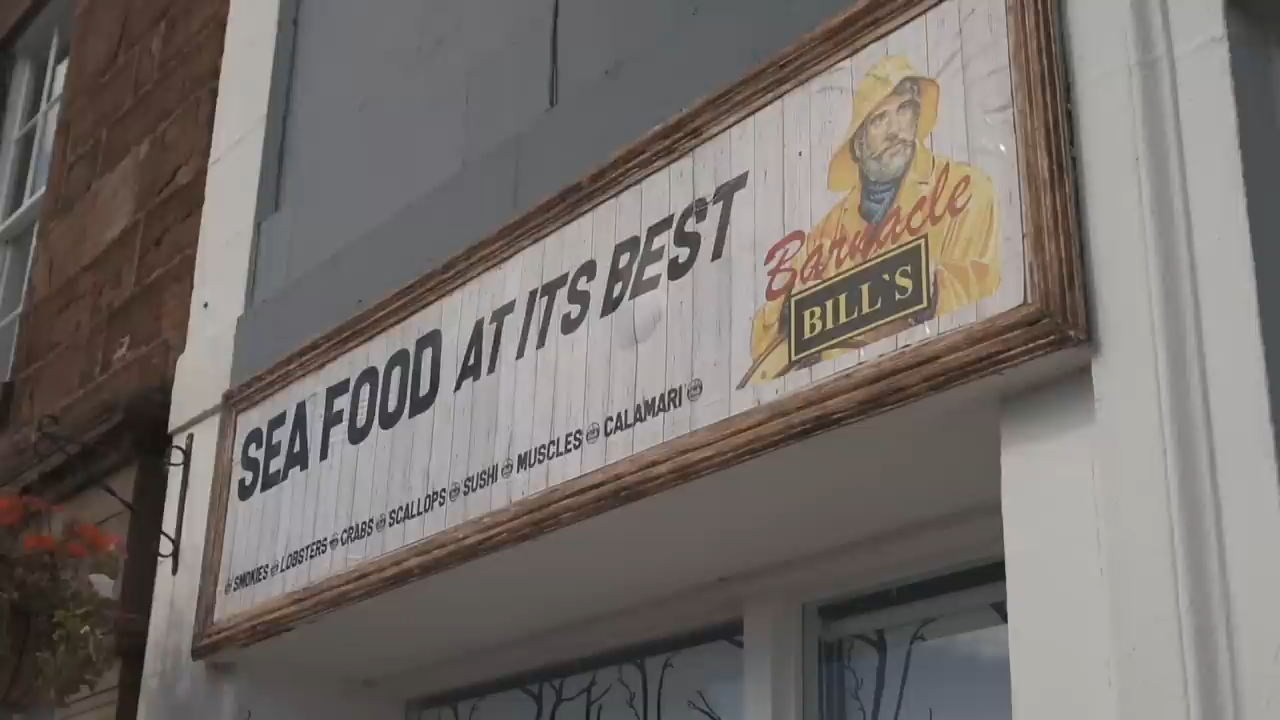 SEA FOOD AT ITS BEST
SMOKIES LOBSTERS CRABS SCALLOPS SUSHI MUSCLES CALAMARI
Barnacle
BILL`S